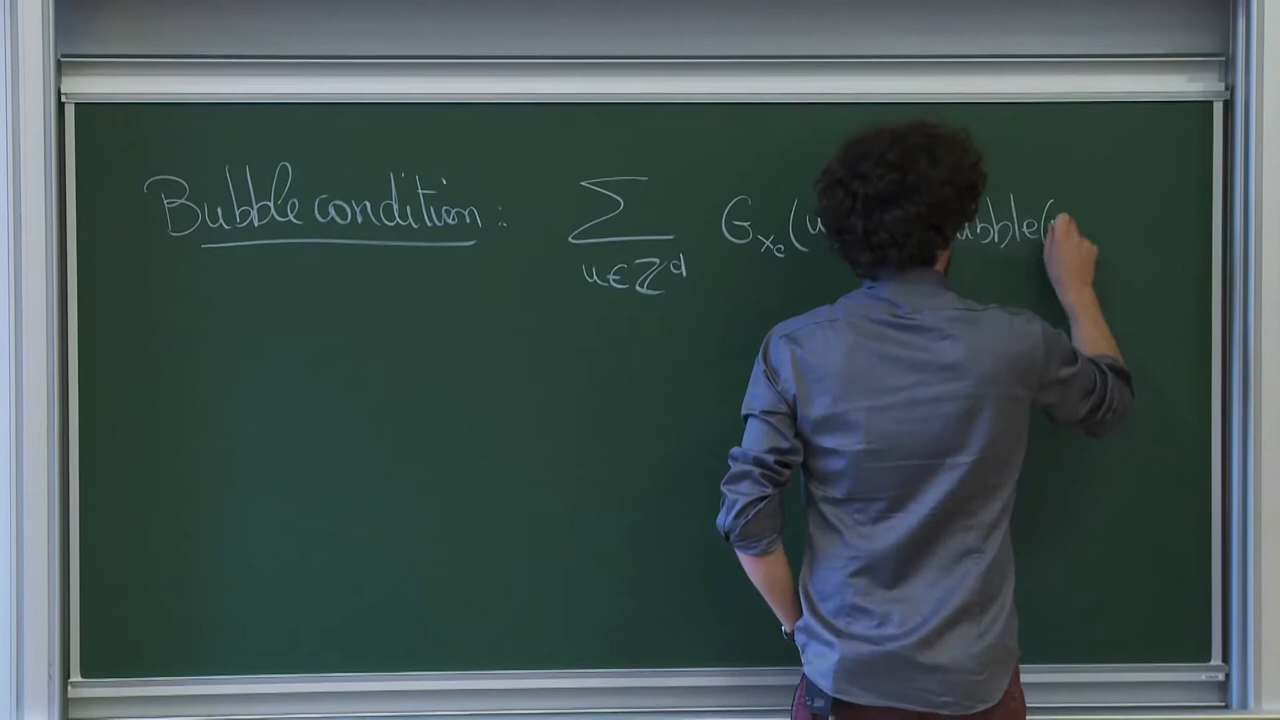 Bubble condition : ∑ G_{x_c}(u ubble(
u∈ℤ^d